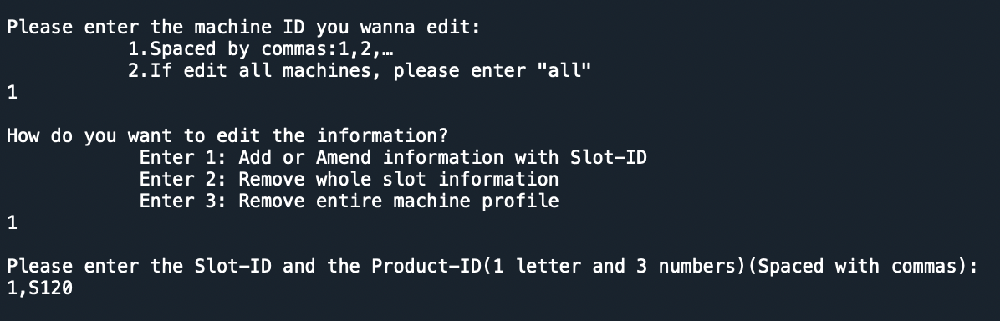 Please enter the machine ID you wanna edit:
1.Spaced by commas:1,2,…
2.If edit all machines, please enter "all"
1
How do you want to edit the information?
Enter 1: Add or Amend information with Slot-ID
Enter 2: Remove whole slot information
Enter 3: Remove entire machine profile
1
Please enter the Slot-ID and the Product-ID(1 letter and 3 numbers)(Spaced with commas):
1,S120